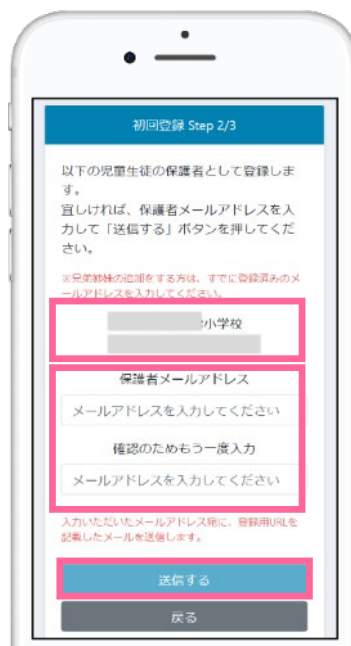 初回登録 Step 2/3
以下の児童生徒の保護者として登録しま
す。
宜しければ、保護者メールアドレスを入
力して「送信する」ボタンを押してくだ
さい。
※兄弟姉妹の追加をする方は、すでに登録済みのメ
ールアドレスを入力してください。
小学校
保護者メールアドレス
メールアドレスを入力してください
確認のためもう一度入力
メールアドレスを入力してください
入力いただいたメールアドレス宛に、登録用URLを
記載したメールを送信します。
送信する
戻る